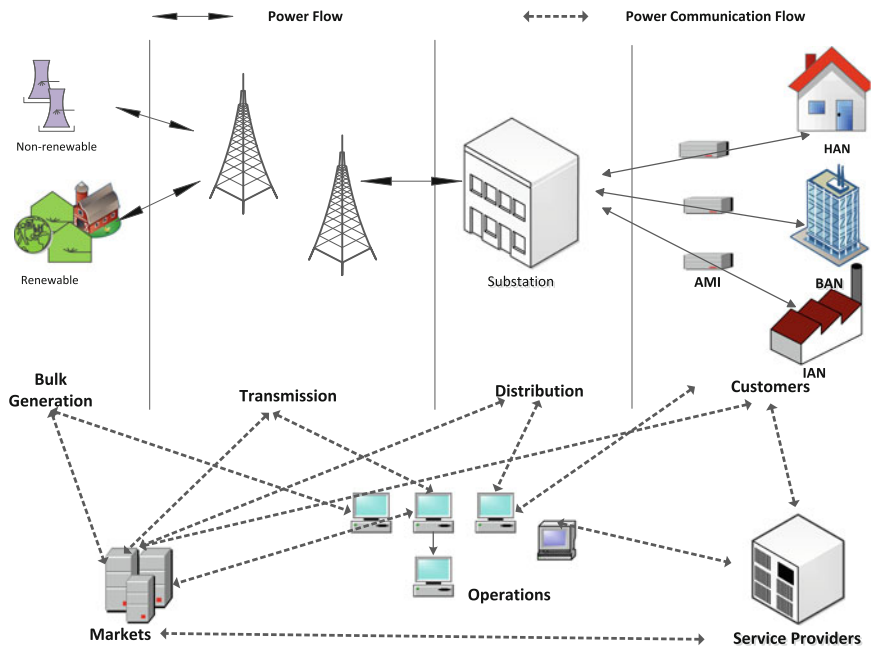 Power Flow
Power Communication Flow
Non-renewable
Renewable
Substation
HAN
BAN
AMI
IAN
Bulk
Generation
Transmission
Distribution
Customers
Operations
Markets
Service Providers